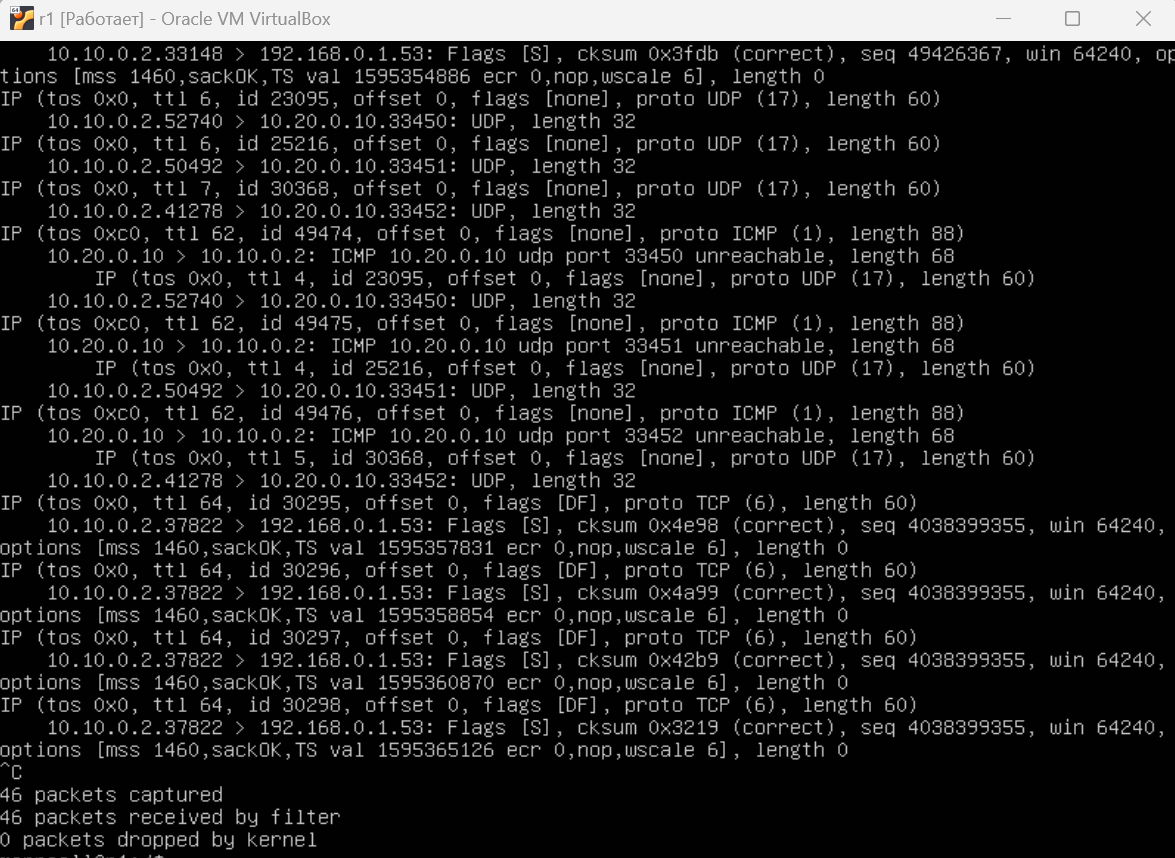 r1 [Работает] - Oracle VM VirtualBox
10.10.0.2.33148 > 192.168.0.1.53: Flags [S], cksum 0x3fdb (correct), seq 49426367, win 64240, op
tions [mss 1460,sackOK,TS val 1595354886 ecr 0,nop,wscale 6], length 0
IP (tos 0x0, ttl 6, id 23095, offset 0, flags [none], proto UDP (17), length 60)
10.10.0.2.52740 > 10.20.0.10.33450: UDP, length 32
IP (tos 0x0, ttl 6, id 25216, offset 0, flags [none], proto UDP (17), length 60)
10.10.0.2.50492 > 10.20.0.10.33451: UDP, length 32
IP (tos 0x0, ttl 7, id 30368, offset 0, flags [none], proto UDP (17), length 60)
10.10.0.2.41278 > 10.20.0.10.33452: UDP, length 32
IP (tos 0xc0, ttl 62, id 49474, offset 0, flags [none], proto ICMP (1), length 88)
10.20.0.10 > 10.10.0.2: ICMP 10.20.0.10 udp port 33450 unreachable, length 68
IP (tos 0x0, ttl 4, id 23095, offset 0, flags [none], proto UDP (17), length 60)
10.10.0.2.52740 > 10.20.0.10.33450: UDP, length 32
IP (tos 0xc0, ttl 62, id 49475, offset 0, flags [none], proto ICMP (1), length 88)
10.20.0.10 > 10.10.0.2: ICMP 10.20.0.10 udp port 33451 unreachable, length 68
IP (tos 0x0, ttl 4, id 25216, offset 0, flags [none], proto UDP (17), length 60)
10.10.0.2.50492 > 10.20.0.10.33451: UDP, length 32
IP (tos 0xc0, ttl 62, id 49476, offset 0, flags [none], proto ICMP (1), length 88)
10.20.0.10 > 10.10.0.2: ICMP 10.20.0.10 udp port 33452 unreachable, length 68
IP (tos 0x0, ttl 5, id 30368, offset 0, flags [none], proto UDP (17), length 60)
10.10.0.2.41278 > 10.20.0.10.33452: UDP, length 32
IP (tos 0x0, ttl 64, id 30295, offset 0, flags [DF], proto TCP (6), length 60)
10.10.0.2.37822 > 192.168.0.1.53: Flags [S], cksum 0x4e98 (correct), seq 4038399355, win 64240,
options [mss 1460,sackOK,TS val 1595357831 ecr 0,nop,wscale 6], length 0
IP (tos 0x0, ttl 64, id 30296, offset 0, flags [DF], proto TCP (6), length 60)
10.10.0.2.37822 > 192.168.0.1.53: Flags [S], cksum 0x4a99 (correct), seq 4038399355, win 64240,
options [mss 1460,sackOK,TS val 1595358854 ecr 0,nop,wscale 6], length 0
IP (tos 0x0, ttl 64, id 30297, offset 0, flags [DF], proto TCP (6), length 60)
10.10.0.2.37822 > 192.168.0.1.53: Flags [S], cksum 0x42b9 (correct), seq 4038399355, win 64240,
options [mss 1460,sackOK,TS val 1595360870 ecr 0,nop,wscale 6], length 0
IP (tos 0x0, ttl 64, id 30298, offset 0, flags [DF], proto TCP (6), length 60)
10.10.0.2.37822 > 192.168.0.1.53: Flags [S], cksum 0x3219 (correct), seq 4038399355, win 64240,
options [mss 1460,sackOK,TS val 1595365126 ecr 0,nop,wscale 6], length 0
^C
46 packets captured
46 packets received by filter
0 packets dropped by kernel